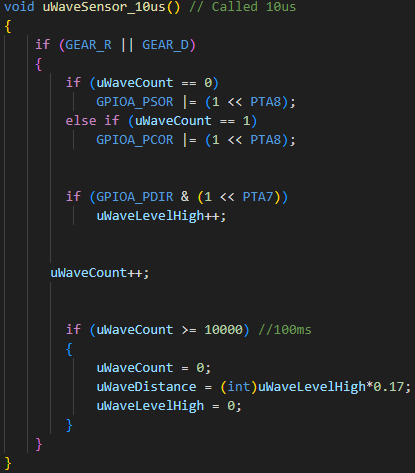 void uWaveSensor_10us() // Called 10us
{
if (GEAR_R || GEAR_D)
{
if (uWaveCount == 0)
GPIOA_PSOR |= (1 << PTA8);
else if (uWaveCount == 1)
GPIOA_PCOR |= (1 << PTA8);
if (GPIOA_PDIR & (1 << PTA7))
uWaveLevelHigh++;
uWaveCount++;
if (uWaveCount >= 10000) //100ms
{
uWaveCount = 0;
uWaveDistance = (int)uWaveLevelHigh*0.17;
uWaveLevelHigh = 0;
}
}
}